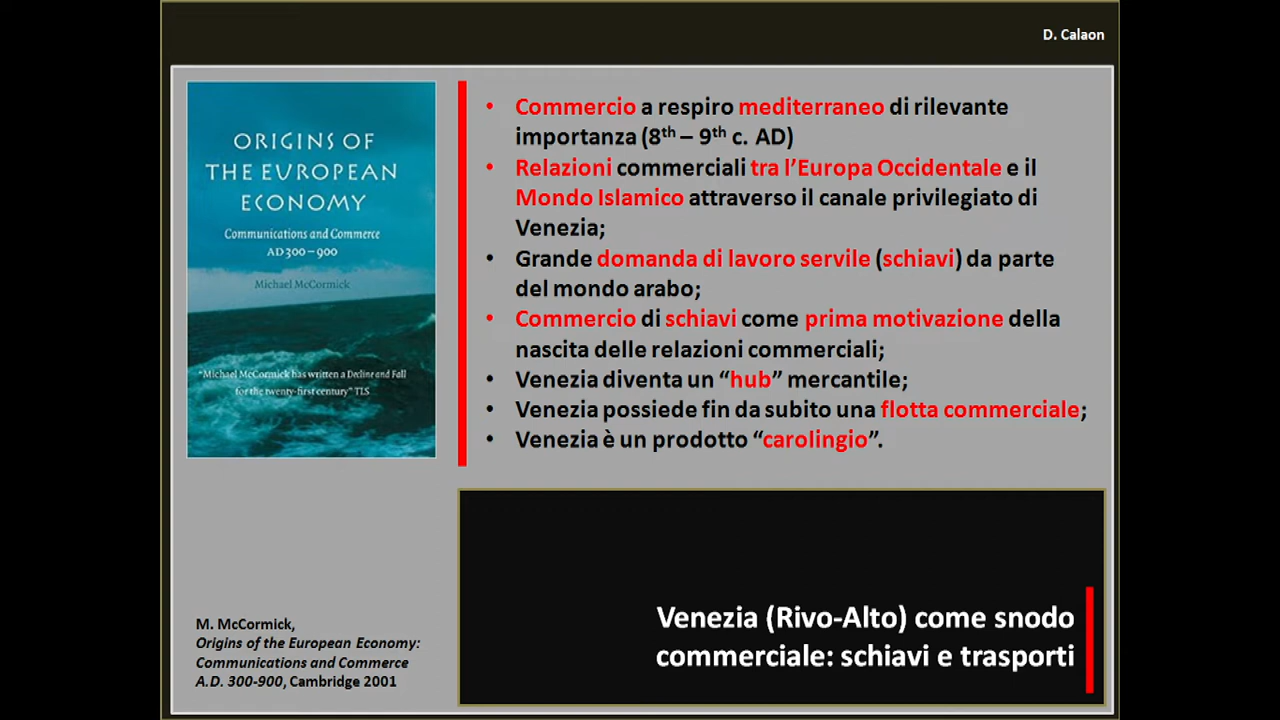 D. Calaon
ORIGINS OF
THE EUROPEAN
ECONOMY
Communications and Commerce
AD 300 – 900
Michael McCormick
“Michael McCormick has written a Decline and Fall
for the twenty-first century” TLS
• Commercio a respiro mediterraneo di rilevante
importanza (8th – 9th c. AD)
• Relazioni commerciali tra l’Europa Occidentale e il
Mondo Islamico attraverso il canale privilegiato di
Venezia;
• Grande domanda di lavoro servile (schiavi) da parte
del mondo arabo;
• Commercio di schiavi come prima motivazione della
nascita delle relazioni commerciali;
• Venezia diventa un “hub” mercantile;
• Venezia possiede fin da subito una flotta commerciale;
• Venezia è un prodotto “carolingio”.
M. McCormick,
Origins of the European Economy:
Communications and Commerce
A.D. 300-900, Cambridge 2001
Venezia (Rivo-Alto) come snodo
commerciale: schiavi e trasporti